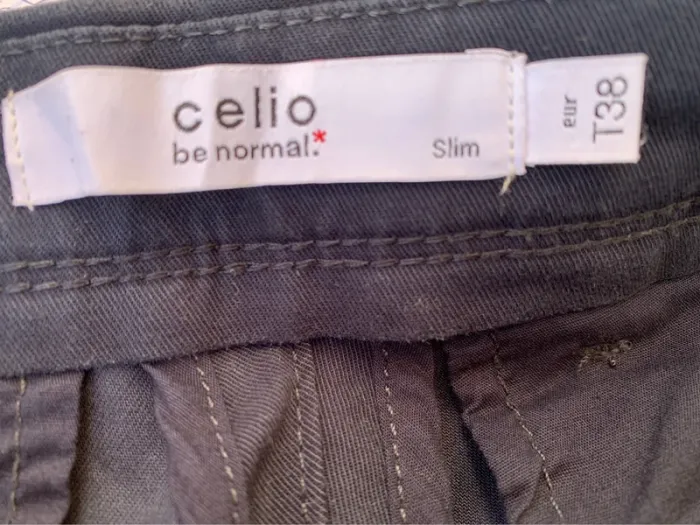 celio
be normal.*
Slim
eur
T38